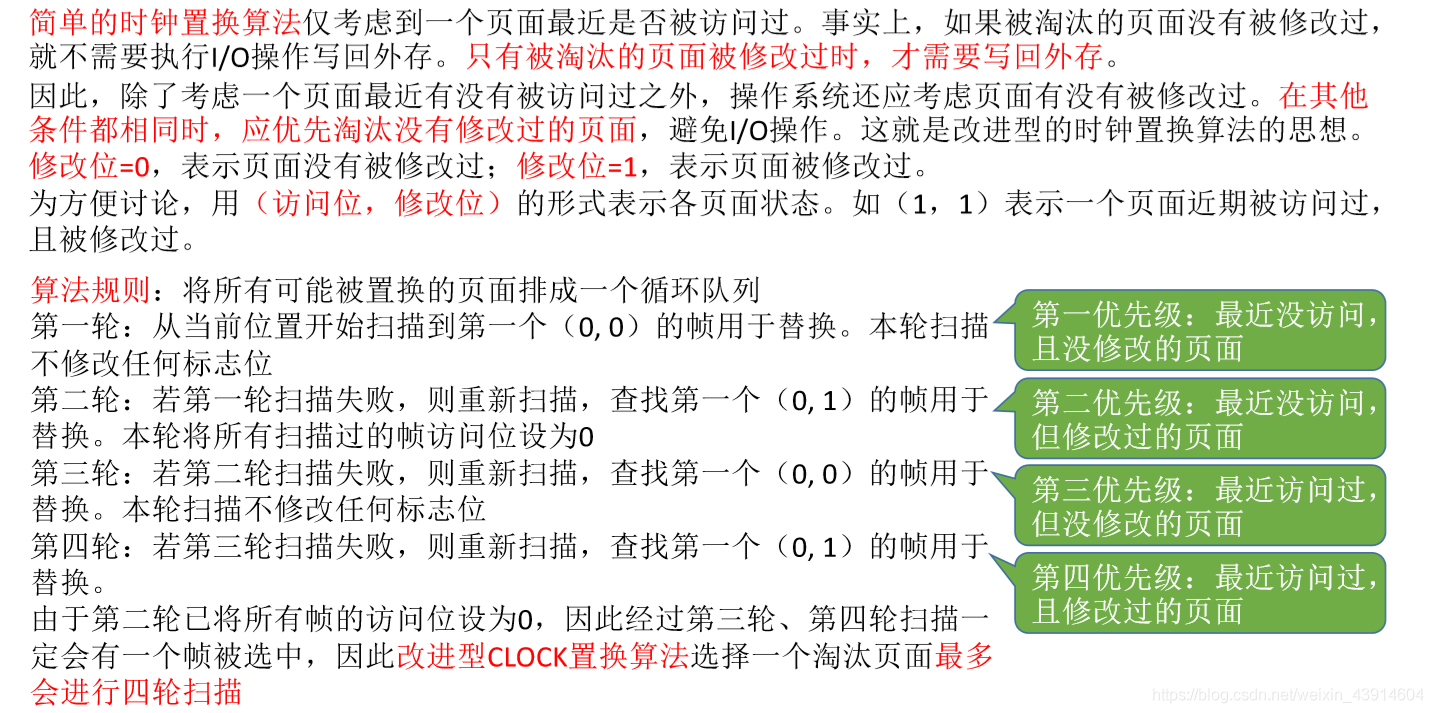 简单的时钟置换算法仅考虑到一个页面最近是否被访问过。事实上，如果被淘汰的页面没有被修改过，
就不需要执行I/O操作写回外存。只有被淘汰的页面被修改过时，才需要写回外存。
因此，除了考虑一个页面最近有没有被访问过之外，操作系统还应考虑页面有没有被修改过。在其他
条件都相同时，应优先淘汰没有修改过的页面，避免I/O操作。这就是改进型的时钟置换算法的思想。
修改位=0，表示页面没有被修改过；修改位=1，表示页面被修改过。
为方便讨论，用（访问位，修改位）的形式表示各页面状态。如（1，1）表示一个页面近期被访问过，
且被修改过。
算法规则：将所有可能被置换的页面排成一个循环队列
第一轮：从当前位置开始扫描到第一个（0, 0）的帧用于替换。本轮扫描
不修改任何标志位
第二轮：若第一轮扫描失败，则重新扫描，查找第一个（0, 1）的帧用于
替换。本轮将所有扫描过的帧访问位设为0
第三轮：若第二轮扫描失败，则重新扫描，查找第一个（0, 0）的帧用于
替换。本轮扫描不修改任何标志位
第四轮：若第三轮扫描失败，则重新扫描，查找第一个（0, 1）的帧用于
替换。
由于第二轮已将所有帧的访问位设为0，因此经过第三轮、第四轮扫描一
定会有一个帧被选中，因此改进型CLOCK置换算法选择一个淘汰页面最多
会进行四轮扫描
第一优先级：最近没访问，
且没修改的页面
第二优先级：最近没访问，
但修改过的页面
第三优先级：最近访问过，
但没修改的页面
第四优先级：最近访问过，
且修改过的页面
https://blog.csdn.net/weixin_43914604